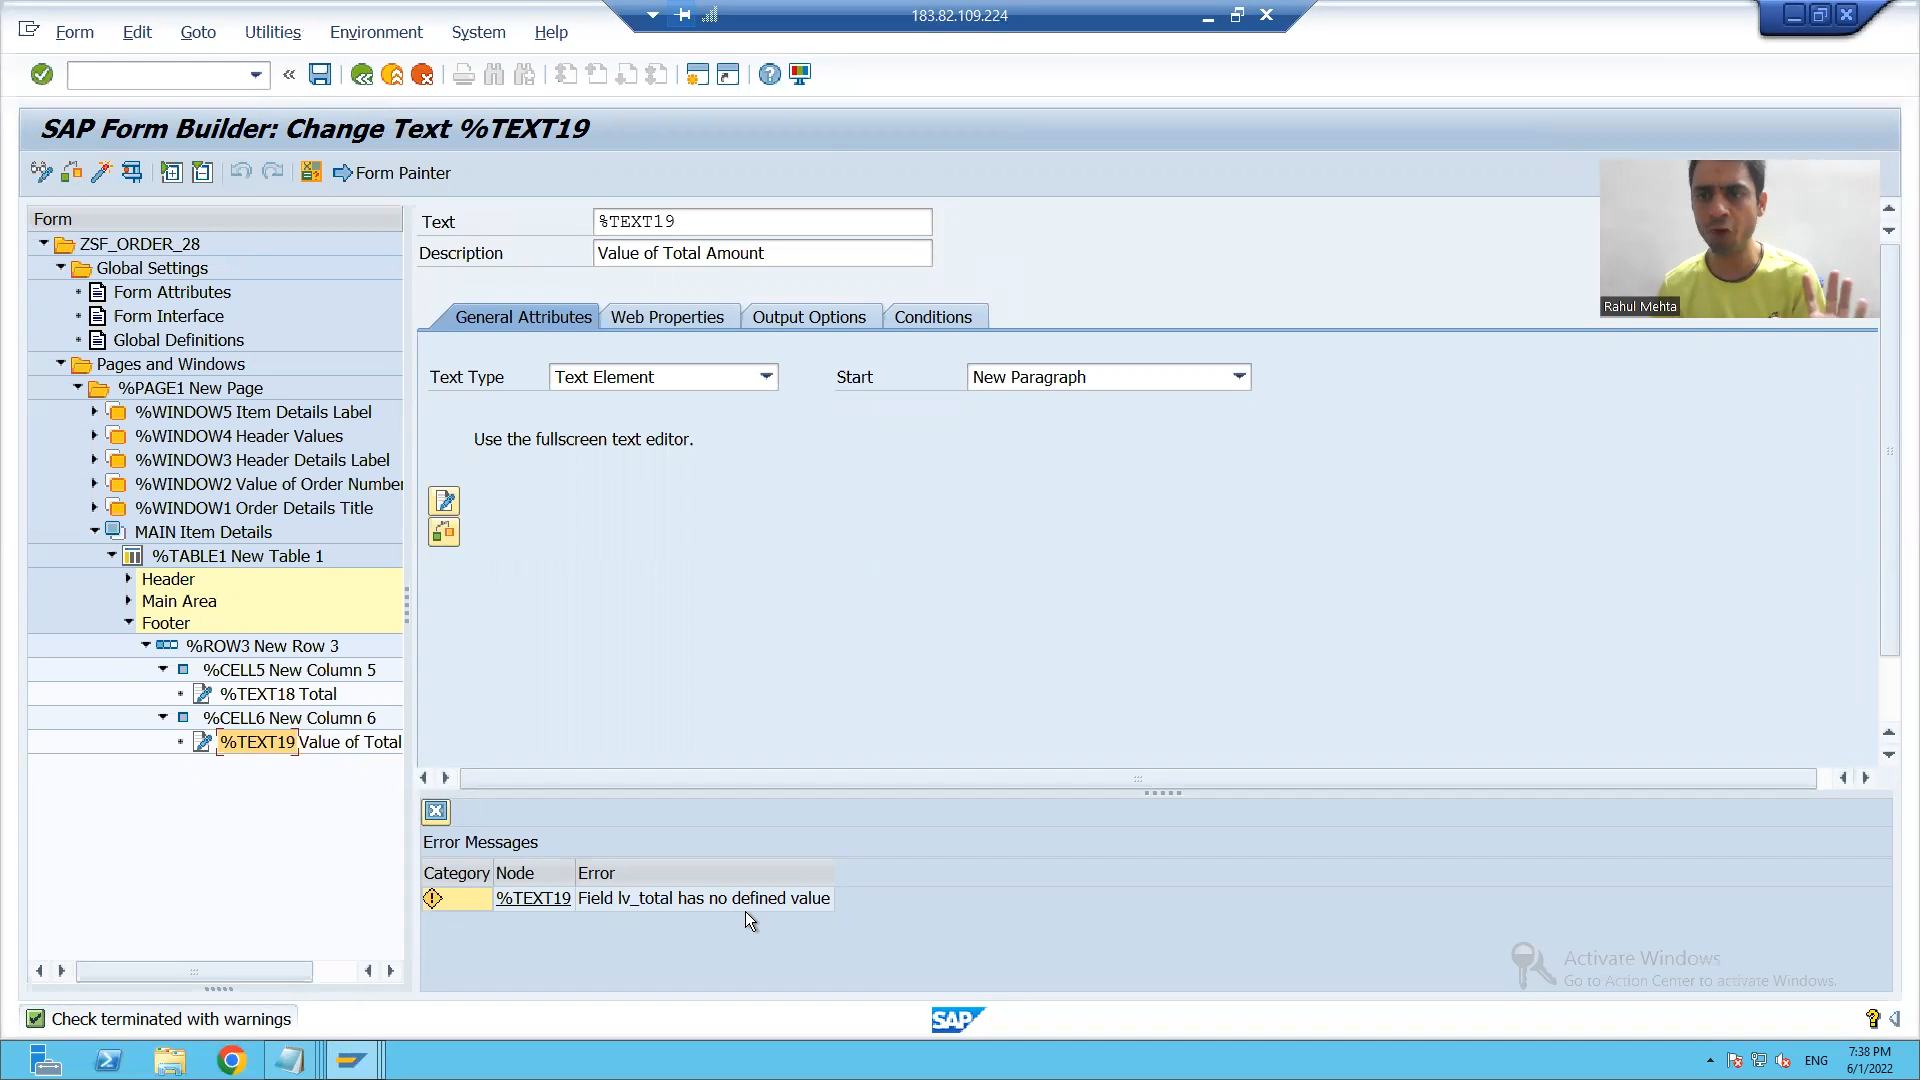 183.82.109.224
Form Edit Goto Utilities Environment System Help
SAP Form Builder: Change Text %TEXT19
Form Painter
Form
ZSF_ORDER_28
Global Settings
Form Attributes
Form Interface
Global Definitions
Pages and Windows
%PAGE1 New Page
%WINDOW5 Item Details Label
%WINDOW4 Header Values
%WINDOW3 Header Details Label
%WINDOW2 Value of Order Number
%WINDOW1 Order Details Title
MAIN Item Details
%TABLE1 New Table 1
Header
Main Area
Footer
%ROW3 New Row 3
%CELL5 New Column 5
%TEXT18 Total
%CELL6 New Column 6
%TEXT19 Value of Total
Text %TEXT19
Description Value of Total Amount
General Attributes Web Properties Output Options Conditions
Text Type Text Element Start New Paragraph
Use the fullscreen text editor.
Rahul Mehta
Error Messages
Category Node Error
%TEXT19 Field lv_total has no defined value
Activate Windows
Go to Action Center to activate Windows.
Check terminated with warnings
SAP
ENG
7:38 PM
6/1/2022